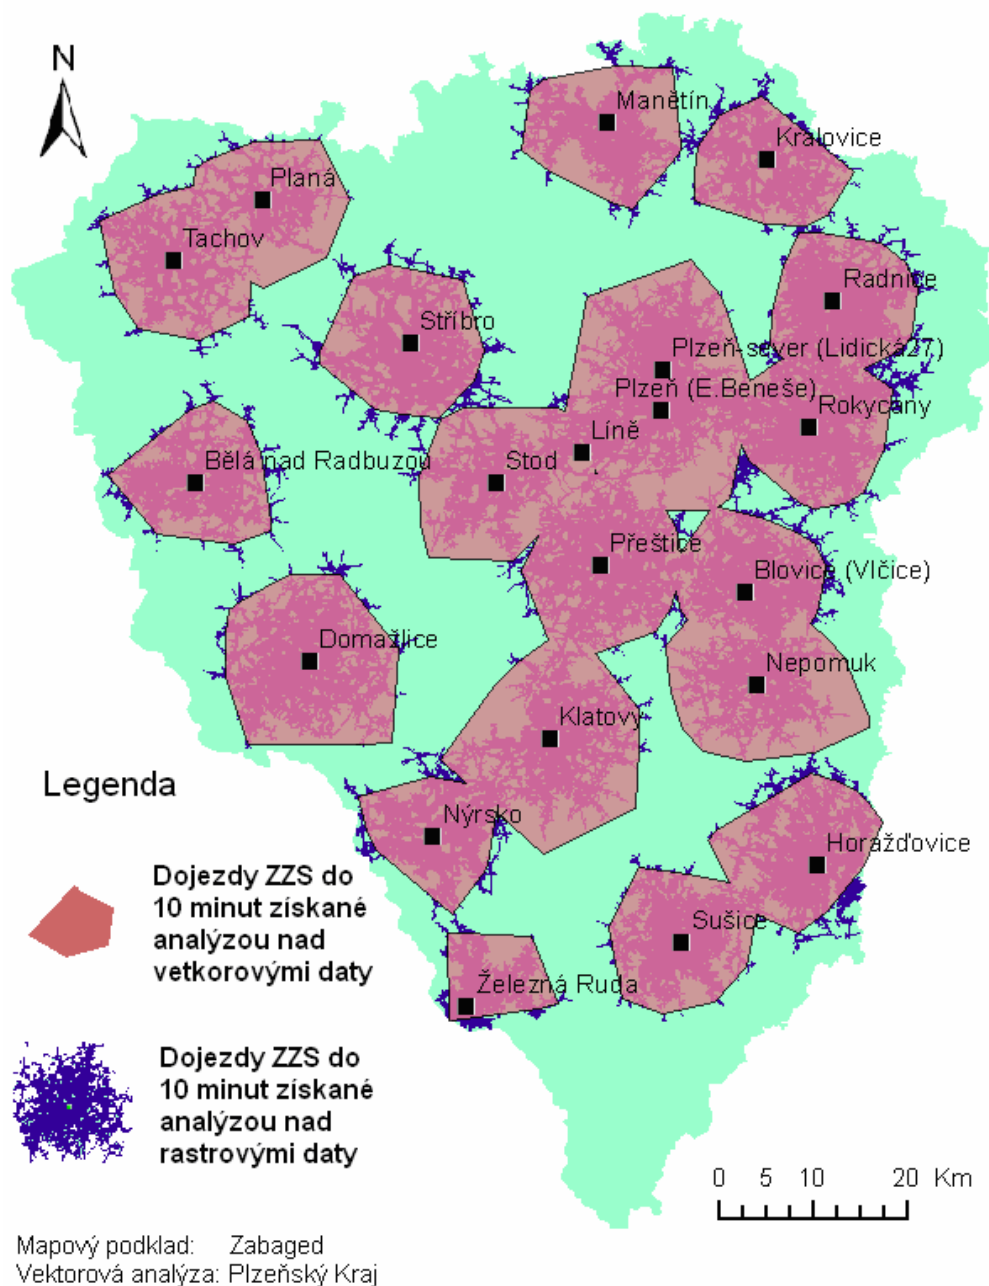 N
Manětín
Kralovice
Planá
Tachov
Radnice
Stříbro
Plzeň-sever (Lidická27)
Plzeň (E.Beneše)
Rokycany
Líně
Bělá nad Radbuzou
Stod
Přeštice
Blovice (Vlčice)
Domažlice
Nepomuk
Klatovy
Legenda
Nýrsko
Horažďovice
Dojezdy ZZS do
10 minut získané
analýzou nad
vetkorovými daty
Sušice
Železná Ruda
Dojezdy ZZS do
10 minut získané
analýzou nad
rastrovými daty
0 5 10 20 Km
Mapový podklad: Zabaged
Vektorová analýza: Plzeňský Kraj